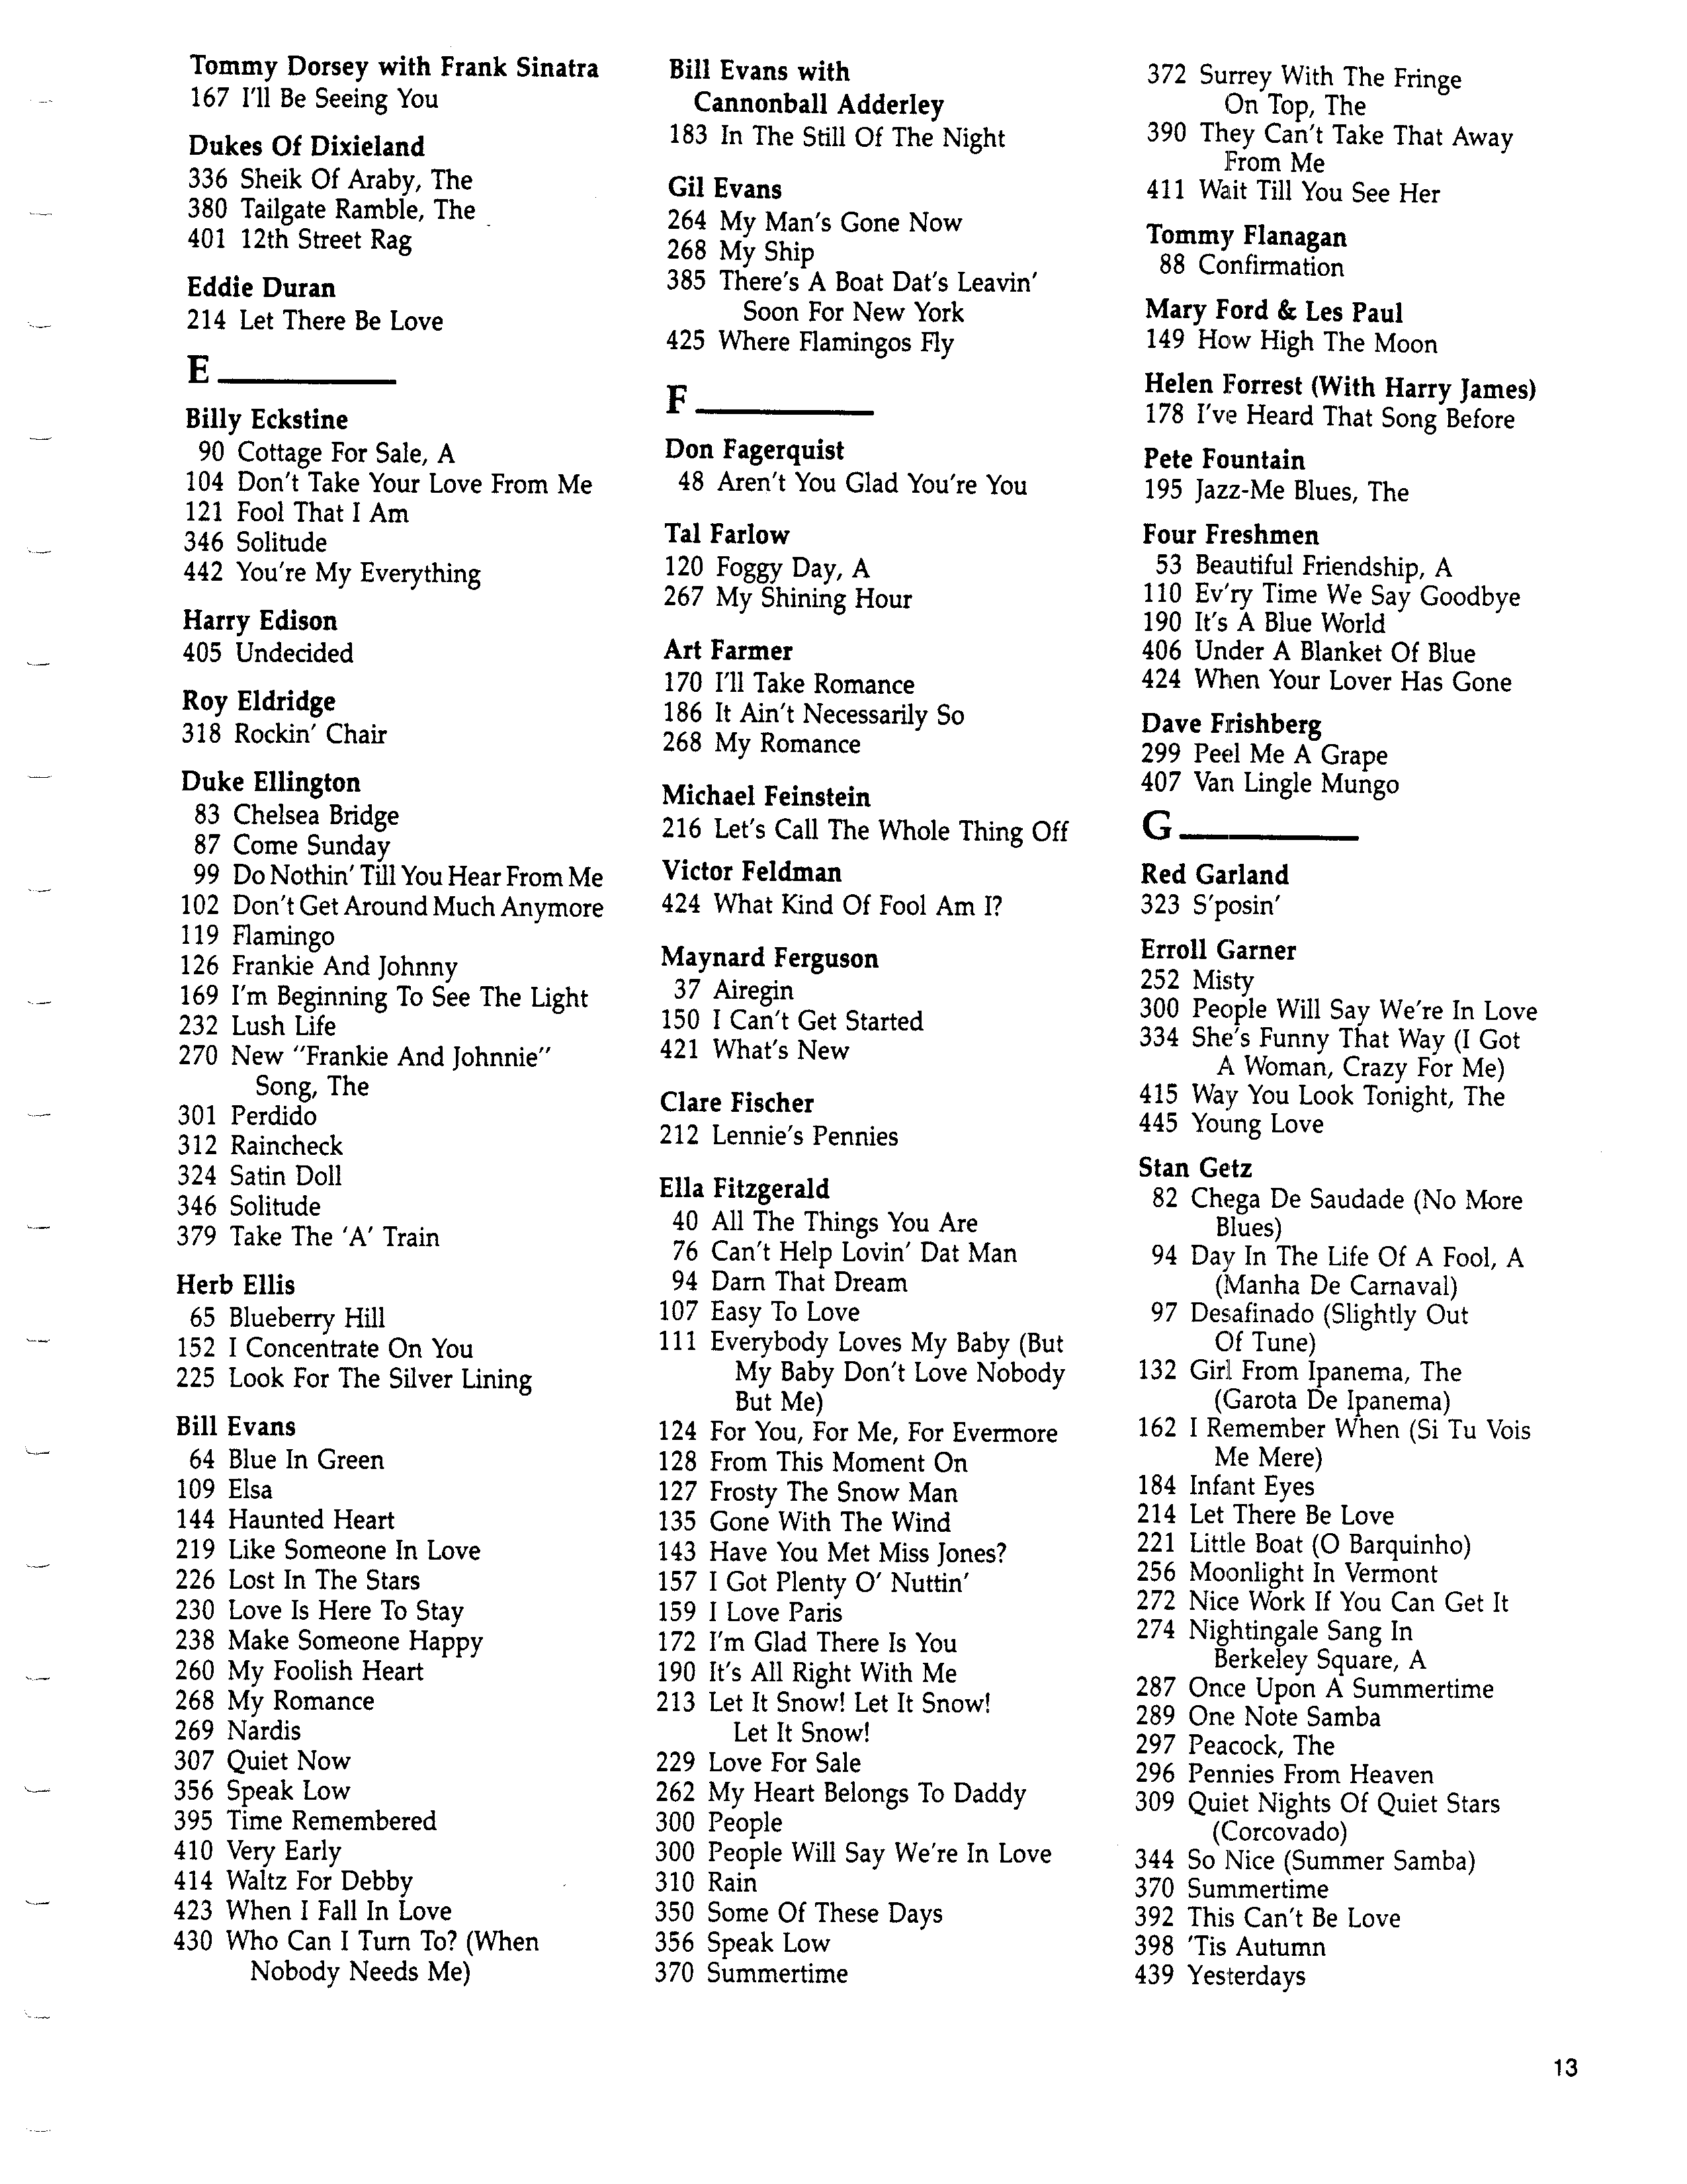 Tommy Dorsey with Frank Sinatra
167 I'll Be Seeing You
Dukes Of Dixieland
336 Sheik Of Araby, The
380 Tailgate Ramble, The
401 12th Street Rag
Eddie Duran
214 Let There Be Love
E
Billy Eckstine
90 Cottage For Sale, A
104 Don't Take Your Love From Me
121 Fool That I Am
346 Solitude
442 You're My Everything
Harry Edison
405 Undecided
Roy Eldridge
318 Rockin' Chair
Duke Ellington
83 Chelsea Bridge
87 Come Sunday
99 Do Nothin' Till You Hear From Me
102 Don't Get Around Much Anymore
119 Flamingo
126 Frankie And Johnny
169 I'm Beginning To See The Light
232 Lush Life
270 New "Frankie And Johnnie"
Song, The
301 Perdido
312 Raincheck
324 Satin Doll
346 Solitude
379 Take The 'A' Train
Herb Ellis
65 Blueberry Hill
152 I Concentrate On You
225 Look For The Silver Lining
Bill Evans
64 Blue In Green
109 Elsa
144 Haunted Heart
219 Like Someone In Love
226 Lost In The Stars
230 Love Is Here To Stay
238 Make Someone Happy
260 My Foolish Heart
268 My Romance
269 Nardis
307 Quiet Now
356 Speak Low
395 Time Remembered
410 Very Early
414 Waltz For Debby
423 When I Fall In Love
430 Who Can I Turn To? (When
Nobody Needs Me)
Bill Evans with
Cannonball Adderley
183 In The Still Of The Night
Gil Evans
264 My Man's Gone Now
268 My Ship
385 There's A Boat Dat's Leavin'
Soon For New York
425 Where Flamingos Fly
F
Don Fagerquist
48 Aren't You Glad You're You
Tal Farlow
120 Foggy Day, A
267 My Shining Hour
Art Farmer
170 I'll Take Romance
186 It Ain't Necessarily So
268 My Romance
Michael Feinstein
216 Let's Call The Whole Thing Off
Victor Feldman
424 What Kind Of Fool Am I?
Maynard Ferguson
37 Airegin
150 I Can't Get Started
421 What's New
Clare Fischer
212 Lennie's Pennies
Ella Fitzgerald
40 All The Things You Are
76 Can't Help Lovin' Dat Man
94 Darn That Dream
107 Easy To Love
111 Everybody Loves My Baby (But
My Baby Don't Love Nobody
But Me)
124 For You, For Me, For Evermore
128 From This Moment On
127 Frosty The Snow Man
135 Gone With The Wind
143 Have You Met Miss Jones?
157 I Got Plenty O' Nuttin'
159 I Love Paris
172 I'm Glad There Is You
190 It's All Right With Me
213 Let It Snow! Let It Snow!
Let It Snow!
229 Love For Sale
262 My Heart Belongs To Daddy
300 People
300 People Will Say We're In Love
310 Rain
350 Some Of These Days
356 Speak Low
370 Summertime
372 Surrey With The Fringe
On Top, The
390 They Can't Take That Away
From Me
411 Wait Till You See Her
Tommy Flanagan
88 Confirmation
Mary Ford & Les Paul
149 How High The Moon
Helen Forrest (With Harry James)
178 I've Heard That Song Before
Pete Fountain
195 Jazz-Me Blues, The
Four Freshmen
53 Beautiful Friendship, A
110 Ev'ry Time We Say Goodbye
190 It's A Blue World
406 Under A Blanket Of Blue
424 When Your Lover Has Gone
Dave Frishberg
299 Peel Me A Grape
407 Van Lingle Mungo
G
Red Garland
323 S'posin'
Erroll Garner
252 Misty
300 People Will Say We're In Love
334 She's Funny That Way (I Got
A Woman, Crazy For Me)
415 Way You Look Tonight, The
445 Young Love
Stan Getz
82 Chega De Saudade (No More
Blues)
94 Day In The Life Of A Fool, A
(Manha De Carnaval)
97 Desafinado (Slightly Out
Of Tune)
132 Girl From Ipanema, The
(Garota De Ipanema)
162 I Remember When (Si Tu Vois
Me Mere)
184 Infant Eyes
214 Let There Be Love
221 Little Boat (O Barquinho)
256 Moonlight In Vermont
272 Nice Work If You Can Get It
274 Nightingale Sang In
Berkeley Square, A
287 Once Upon A Summertime
289 One Note Samba
297 Peacock, The
296 Pennies From Heaven
309 Quiet Nights Of Quiet Stars
(Corcovado)
344 So Nice (Summer Samba)
370 Summertime
392 This Can't Be Love
398 'Tis Autumn
439 Yesterdays
13